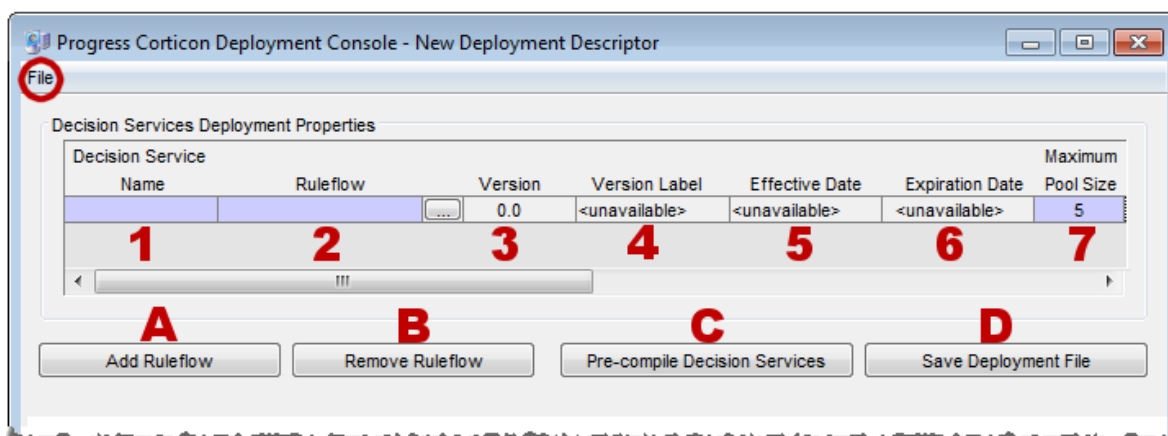 Progress Corticon Deployment Console - New Deployment Descriptor
File
Decision Services Deployment Properties
Decision Service Maximum
Name Ruleflow Version Version Label Effective Date Expiration Date Pool Size
... 0.0 <unavailable> <unavailable> <unavailable> 5
1 2 3 4 5 6 7
A B C D
Add Ruleflow Remove Ruleflow Pre-compile Decision Services Save Deployment File